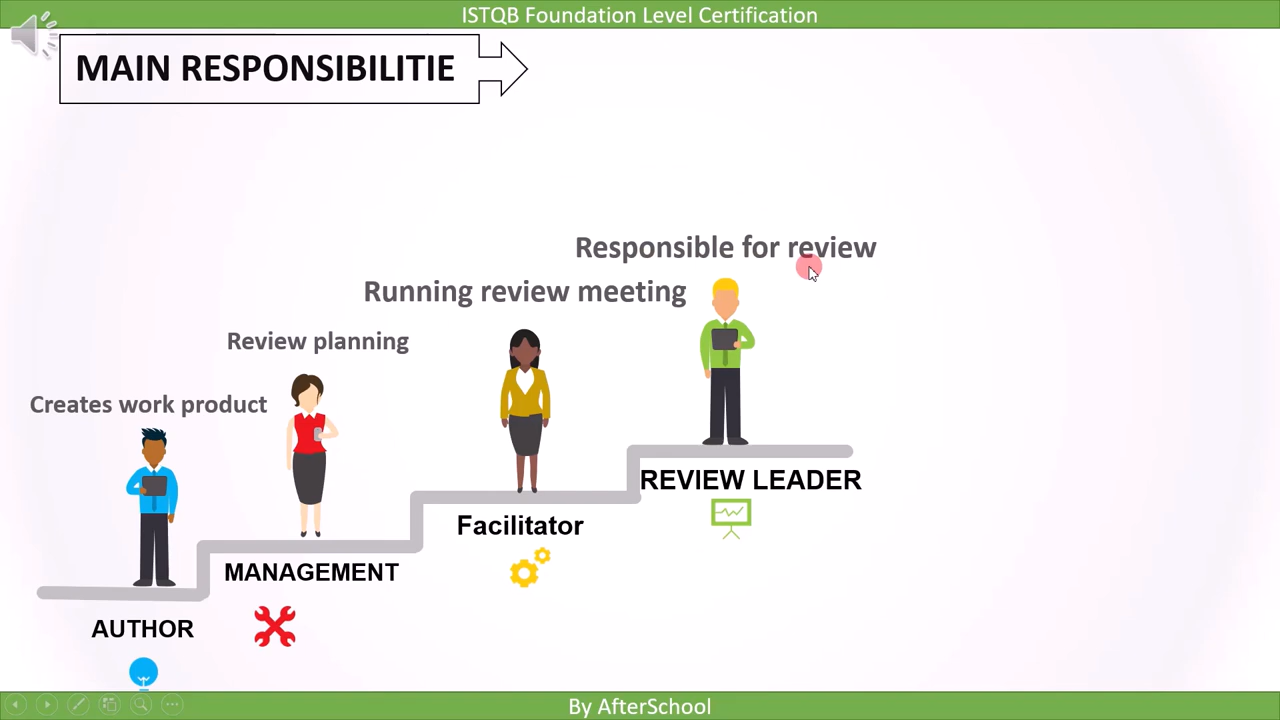 ISTQB Foundation Level Certification
MAIN RESPONSIBILITIE
Responsible for review
Running review meeting
Review planning
Creates work product
REVIEW LEADER
Facilitator
MANAGEMENT
AUTHOR
By AfterSchool